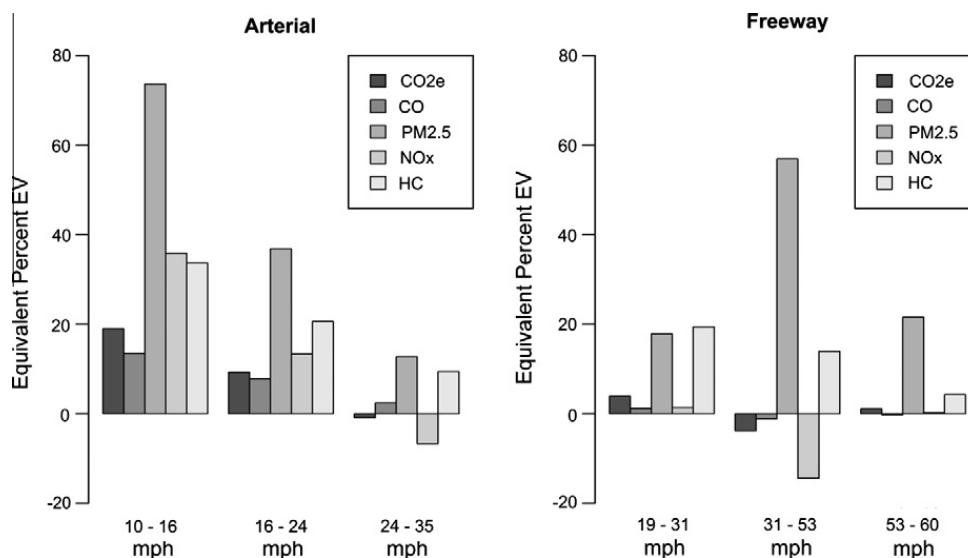 Arterial
Equivalent Percent EV
80
60
40
20
0
-20
CO2e
CO
PM2.5
NOx
HC
10 - 16
mph
16 - 24
mph
24 - 35
mph
Freeway
Equivalent Percent EV
80
60
40
20
0
-20
CO2e
CO
PM2.5
NOx
HC
19 - 31
mph
31 - 53
mph
53 - 60
mph